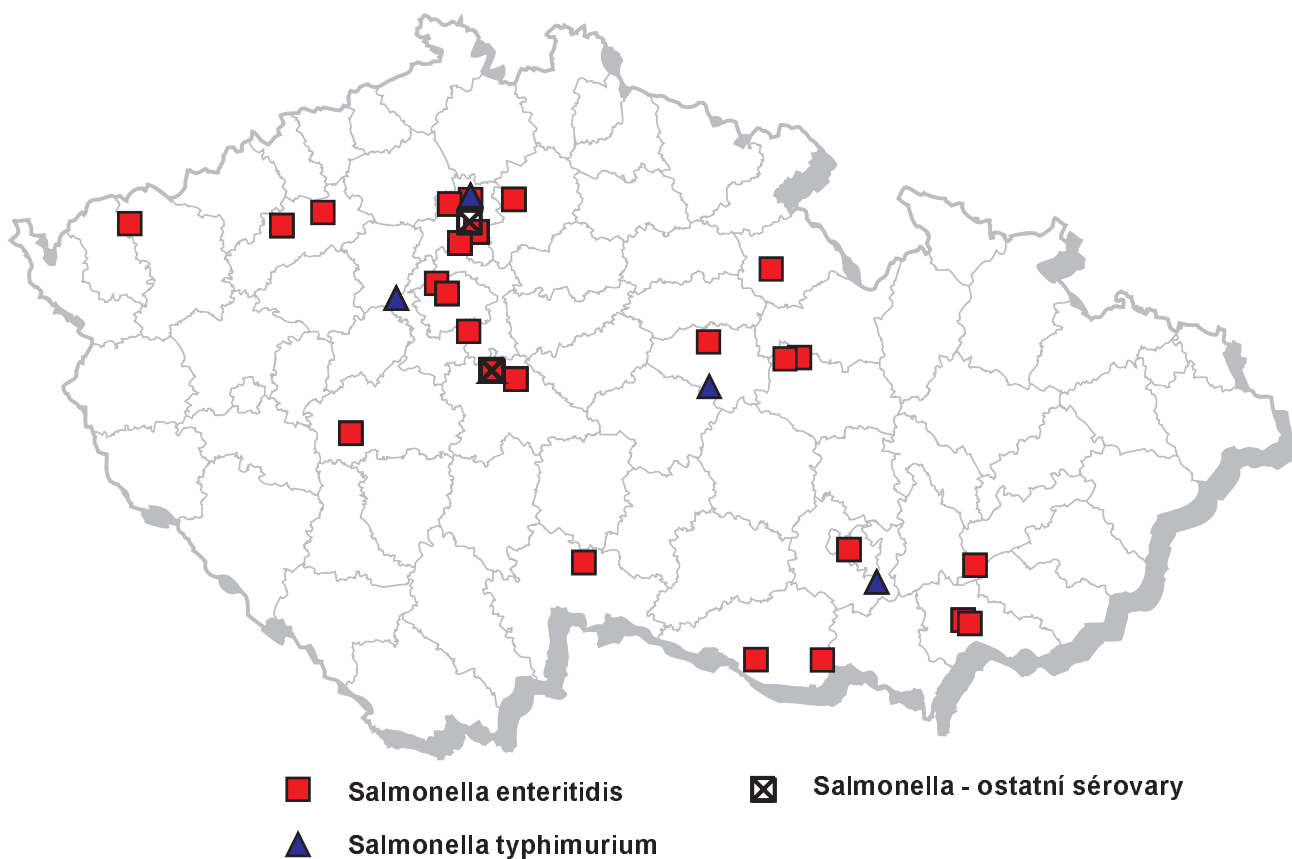 Salmonella enteritidis
Salmonella - ostatní sérovary
Salmonella typhimurium